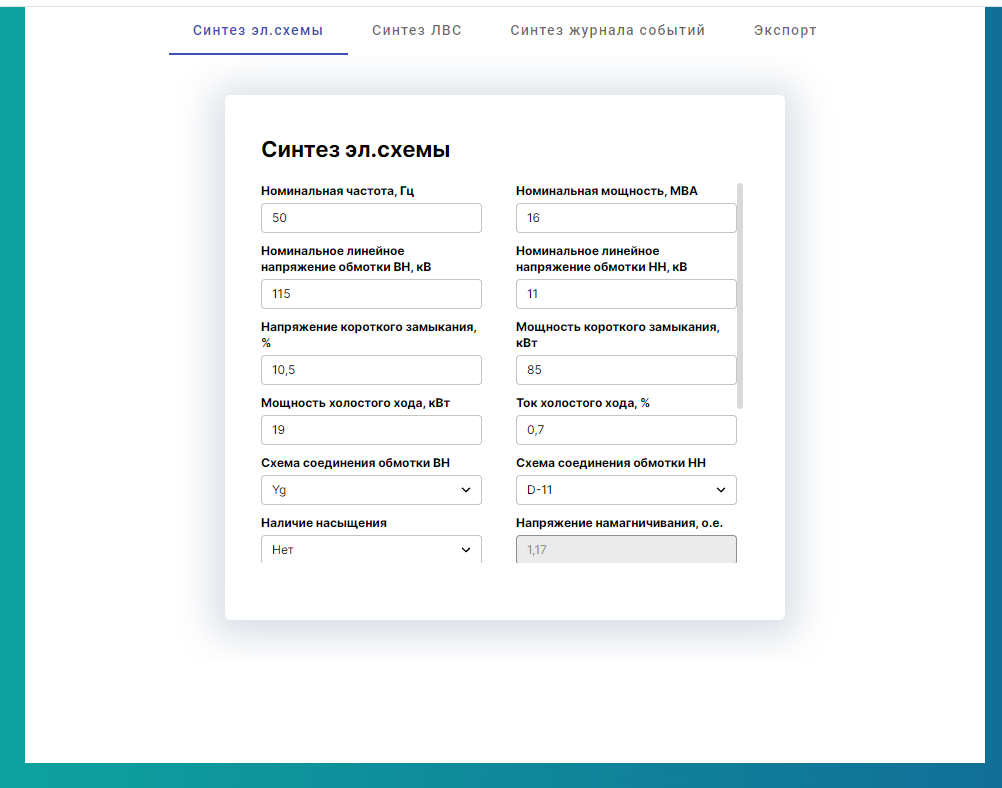 Синтез эл.схемы Синтез ЛВС Синтез журнала событий Экспорт
Синтез эл.схемы
Номинальная частота, Гц
50
Номинальная мощность, МВА
16
Номинальное линейное
напряжение обмотки ВН, кВ
115
Номинальное линейное
напряжение обмотки НН, кВ
11
Напряжение короткого замыкания,
%
10,5
Мощность короткого замыкания,
кВт
85
Мощность холостого хода, кВт
19
Ток холостого хода, %
0,7
Схема соединения обмотки ВН
Yg
Схема соединения обмотки НН
D-11
Наличие насыщения
Нет
Напряжение намагничивания, о.е.
1,17